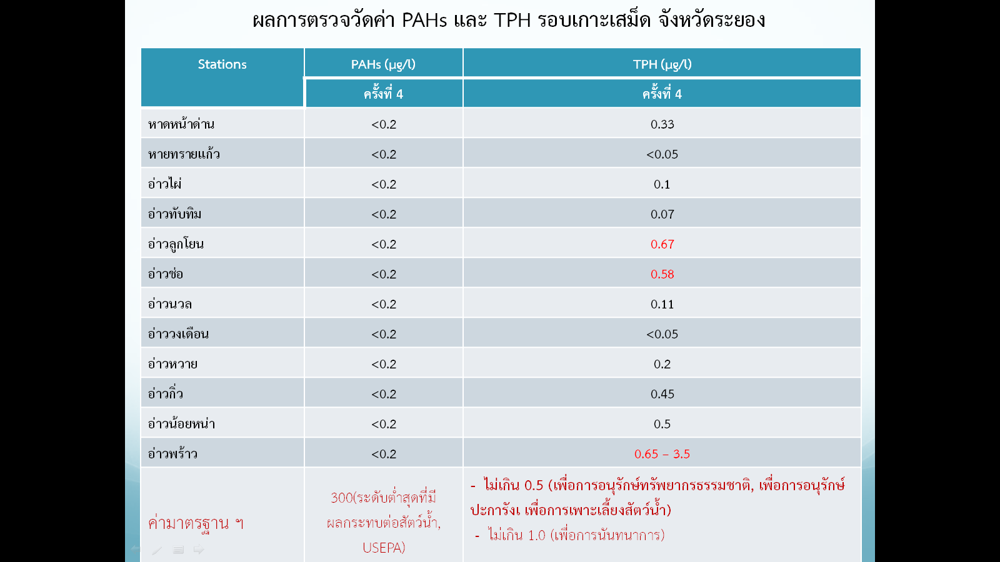 ผลการตรวจวัดค่า PAHs และ TPH รอบเกาะเสม็ด จังหวัดระยอง
Stations PAHs (µg/l) TPH (µg/l)
ครั้งที่ 4 ครั้งที่ 4
หาดหน้าด่าน <0.2 0.33
หายทรายแก้ว <0.2 <0.05
อ่าวไผ่ <0.2 0.1
อ่าวทับทิม <0.2 0.07
อ่าวลูกโยน <0.2 0.67
อ่าวช่อ <0.2 0.58
อ่าวนวล <0.2 0.11
อ่าววงเดือน <0.2 <0.05
อ่าวหวาย <0.2 0.2
อ่าวกิ่ว <0.2 0.45
อ่าวน้อยหน่า <0.2 0.5
อ่าวพร้าว <0.2 0.65 – 3.5
ค่ามาตรฐาน ฯ
300(ระดับต่ำสุดที่มี
ผลกระทบต่อสัตว์น้ำ,
USEPA)
- ไม่เกิน 0.5 (เพื่อการอนุรักษ์ทรัพยากรธรรมชาติ, เพื่อการอนุรักษ์
ปะการังเ เพื่อการเพาะเลี้ยงสัตว์น้ำ)
- ไม่เกิน 1.0 (เพื่อการนันทนาการ)